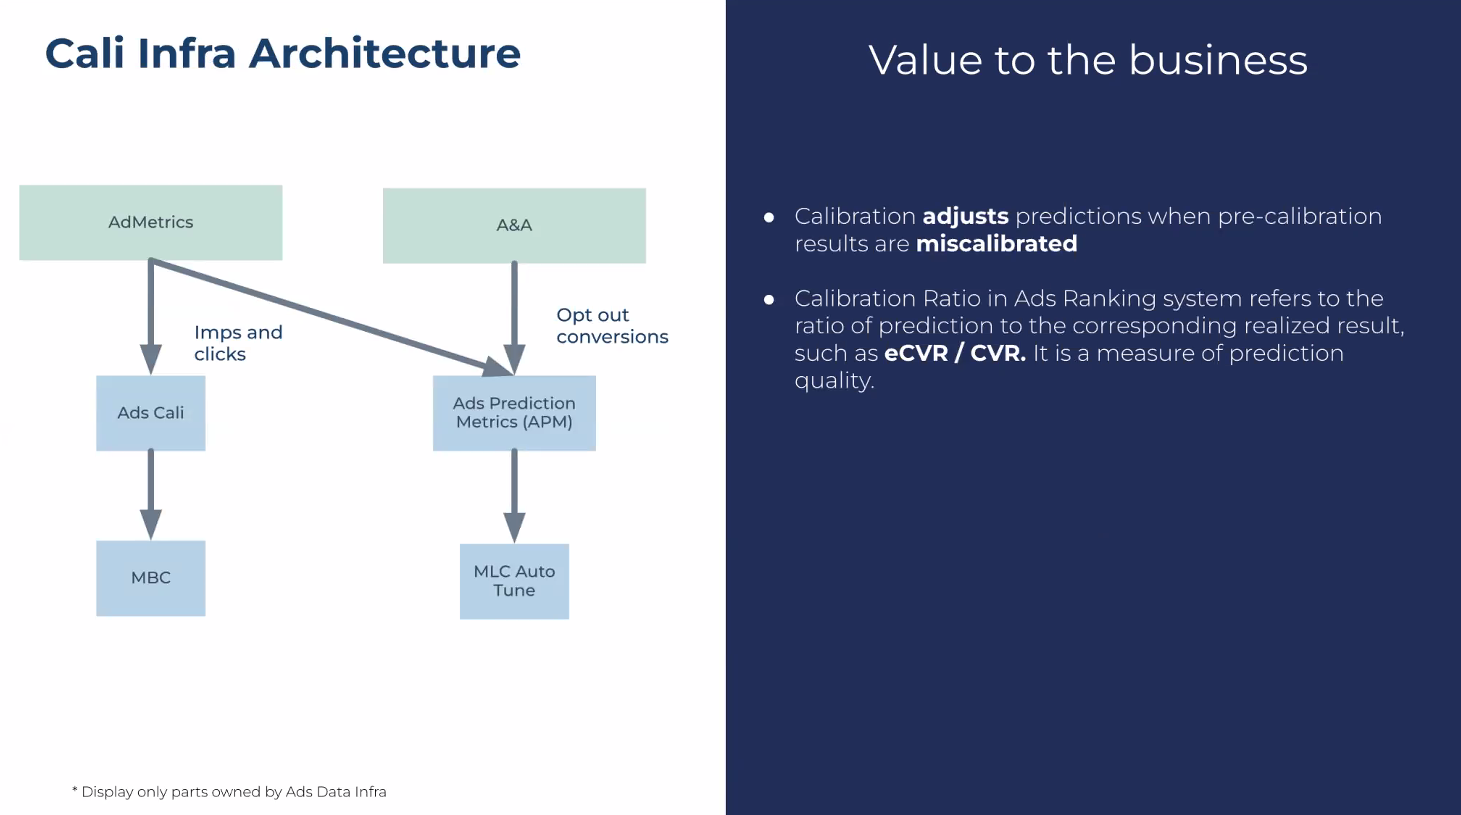 Cali Infra Architecture
AdMetrics
A&A
Imps and
clicks
Opt out
conversions
Ads Cali
Ads Prediction
Metrics (APM)
MBC
MLC Auto
Tune
* Display only parts owned by Ads Data Infra
Value to the business
● Calibration adjusts predictions when pre-calibration
results are miscalibrated
● Calibration Ratio in Ads Ranking system refers to the
ratio of prediction to the corresponding realized result,
such as eCVR / CVR. It is a measure of prediction
quality.